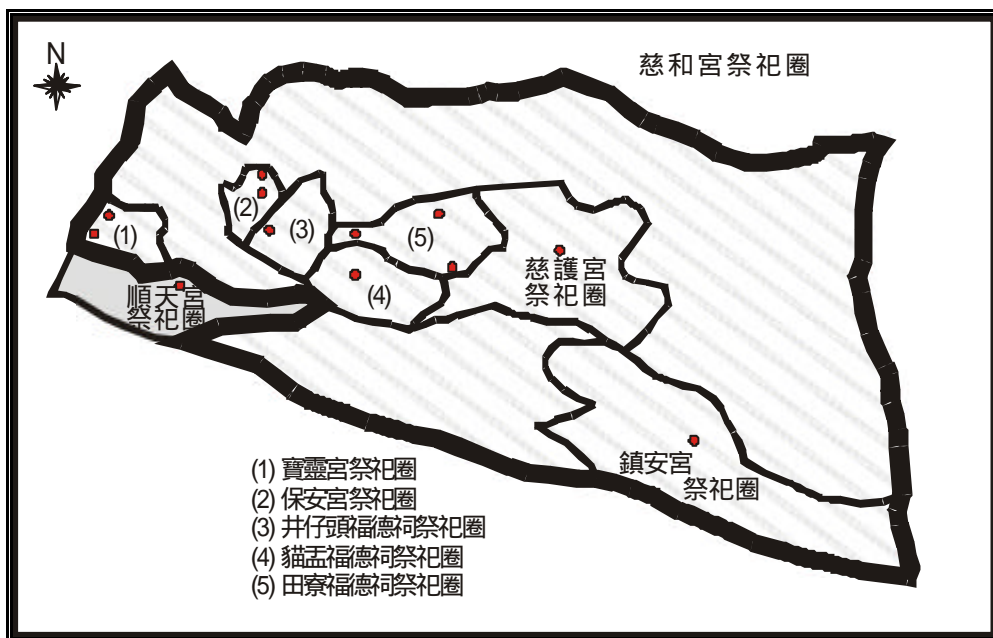 N
慈和宮祭祀圈
(2)
(1)
(3)
(5)
慈護宮
祭祀圈
順天宮
祭祀圈
(4)
鎮安宮
祭祀圈
(1) 寶靈宮祭祀圈
(2) 保安宮祭祀圈
(3) 井仔頭福德祠祭祀圈
(4) 貓盂福德祠祭祀圈
(5) 田寮福德祠祭祀圈